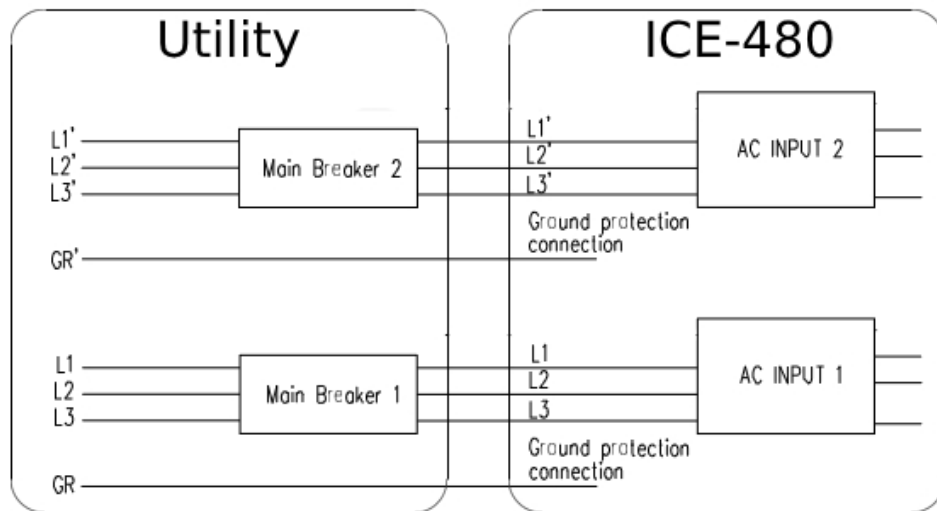 Utility
ICE-480
L1'
L2'
L3'
GR'
Main Breaker 2
L1'
L2'
L3'
AC INPUT 2
Ground protection
connection
L1
L2
L3
GR
Main Breaker 1
L1
L2
L3
AC INPUT 1
Ground protection
connection